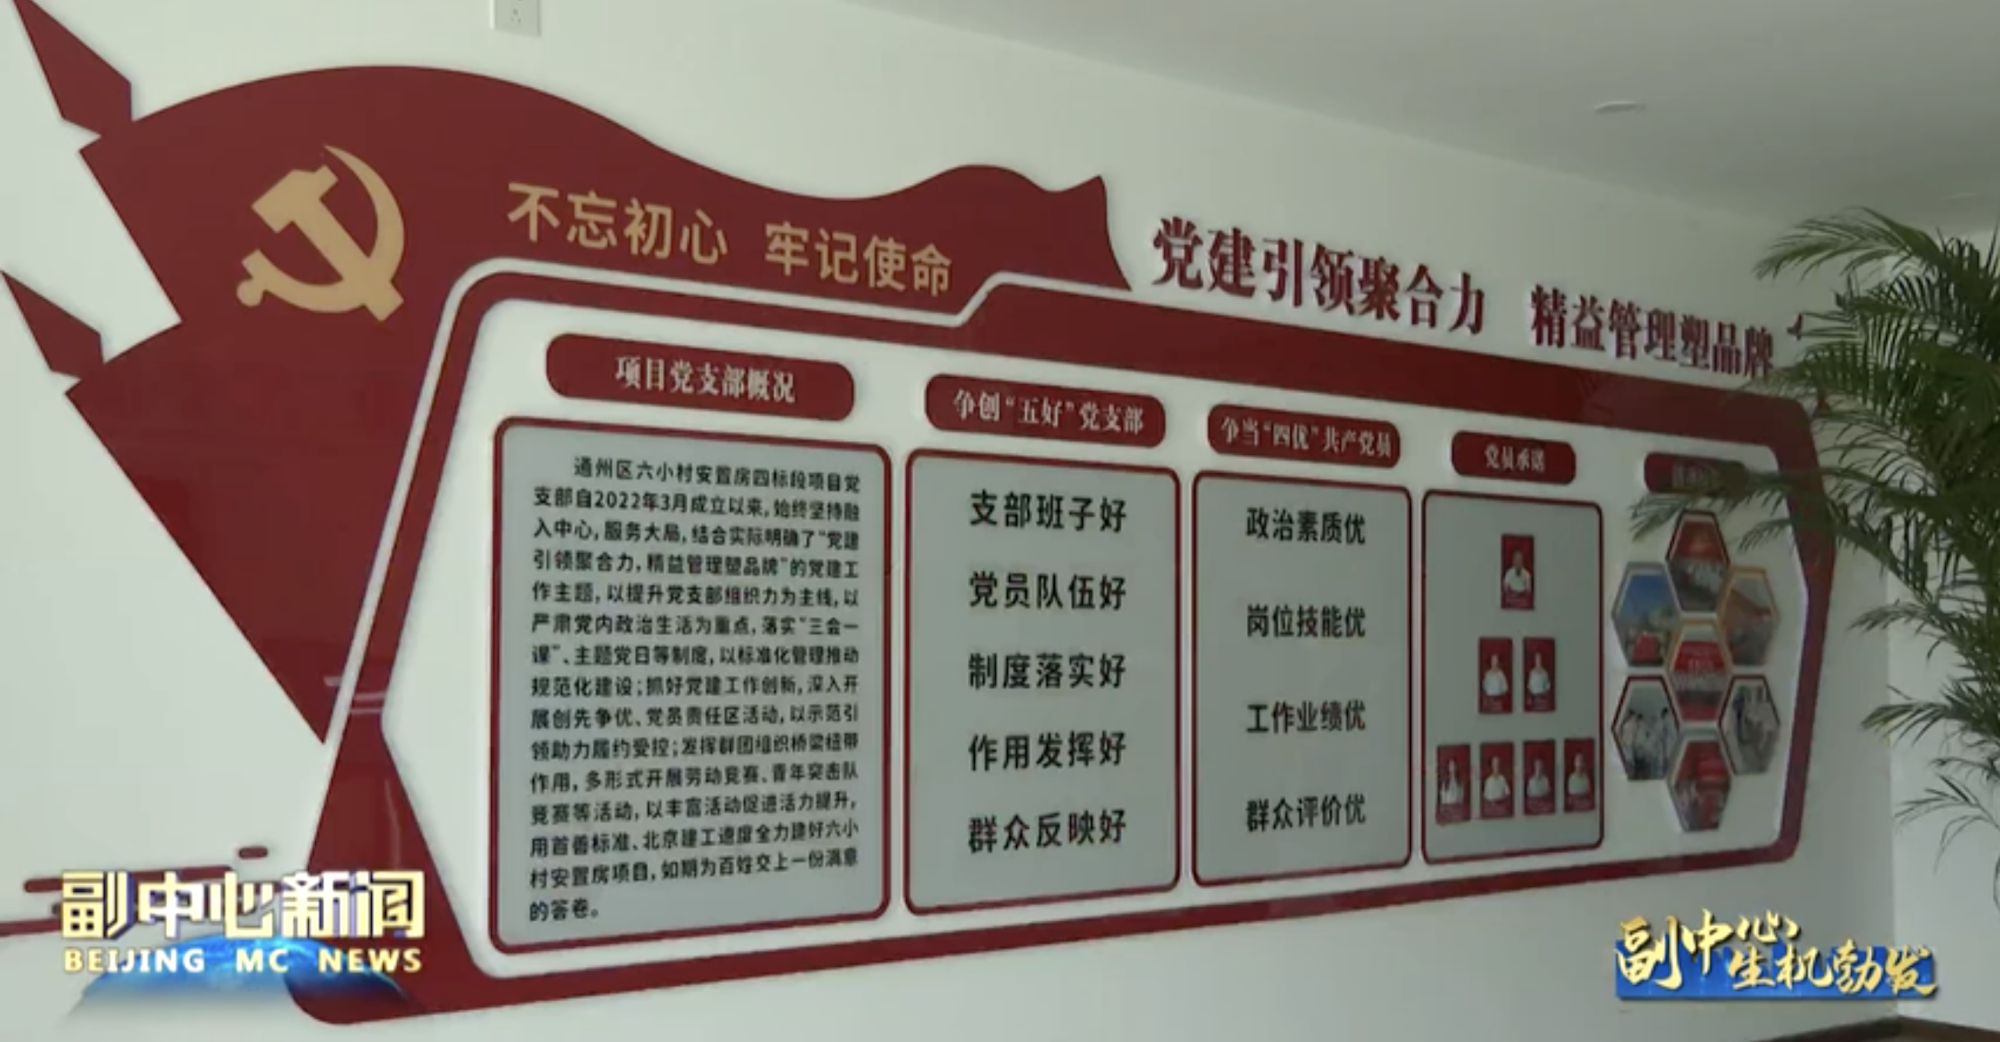 不忘初心 牢记使命
党建引领聚合力 精益管理塑品牌
项目党支部概况
通州区六小村安置房四标段项目党
支部自2022年3月成立以来，始终坚持融
入中心，服务大局，结合实际明确了“党建
引领聚合力，精益管理塑品牌”的党建工
作主题，以提升党支部组织力为主线，以
严肃党内政治生活为重点，落实“三会一
课”、主题党日等制度，以标准化管理推动
规范化建设；抓好党建工作创新，深入开
展创先争优、党员责任区活动，以示范引
领助力履约受控；发挥群团组织桥梁纽带
作用，多形式开展劳动竞赛、青年突击队
竞赛等活动，以丰富活动促进活力提升，
用首善标准、北京建工速度全力建好六小
村安置房项目，如期为百姓交上一份满意
的答卷。
争创“五好”党支部
支部班子好
党员队伍好
制度落实好
作用发挥好
群众反映好
争当“四优”共产党员
政治素质优
岗位技能优
工作业绩优
群众评价优
党员承诺
副中心新闻
BEIJING MC NEWS
副中心
生机勃发